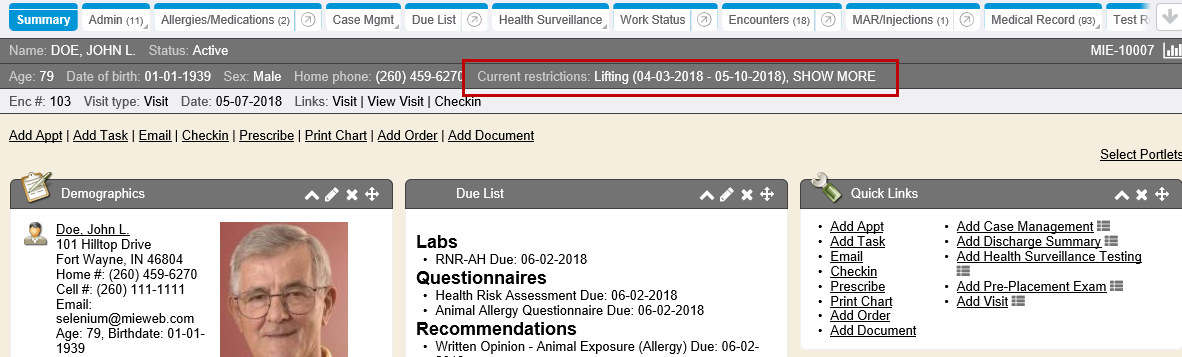 Summary Admin (11) Allergies/Medications (2) Case Mgmt Due List Health Surveillance Work Status Encounters (18) MAR/Injections (1) Medical Record (93) Test R
Name: DOE, JOHN L. Status: Active MIE-10007
Age: 79 Date of birth: 01-01-1939 Sex: Male Home phone: (260) 459-6270 Current restrictions: Lifting (04-03-2018 - 05-10-2018), SHOW MORE
Enc #: 103 Visit type: Visit Date: 05-07-2018 Links: Visit | View Visit | Checkin
Add Appt | Add Task | Email | Checkin | Prescribe | Print Chart | Add Order | Add Document
Select Portlets
Demographics
Doe, John L.
101 Hilltop Drive
Fort Wayne, IN 46804
Home #: (260) 459-6270
Cell #: (260) 111-1111
Email:
selenium@mieweb.com
Age: 79, Birthdate: 01-01-
1939
Due List
Labs
• RNR-AH Due: 06-02-2018
Questionnaires
• Health Risk Assessment Due: 06-02-2018
• Animal Allergy Questionnaire Due: 06-02-2018
Recommendations
• Written Opinion - Animal Exposure (Allergy) Due: 06-02-
Quick Links
• Add Appt
• Add Task
• Email
• Checkin
• Prescribe
• Print Chart
• Add Order
• Add Document
• Add Case Management
• Add Discharge Summary
• Add Health Surveillance Testing
• Add Pre-Placement Exam
• Add Visit